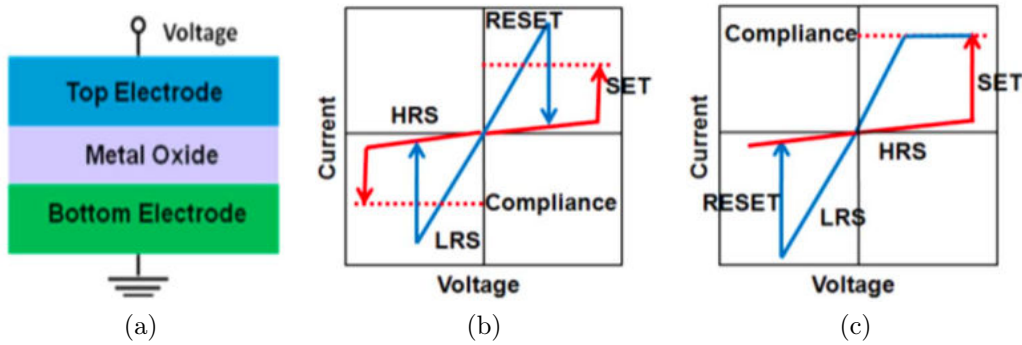 Voltage
Top Electrode
Metal Oxide
Bottom Electrode
(a)
RESET
SET
HRS
Compliance
LRS
Current
Voltage
(b)
Compliance
SET
HRS
RESET
LRS
Current
Voltage
(c)